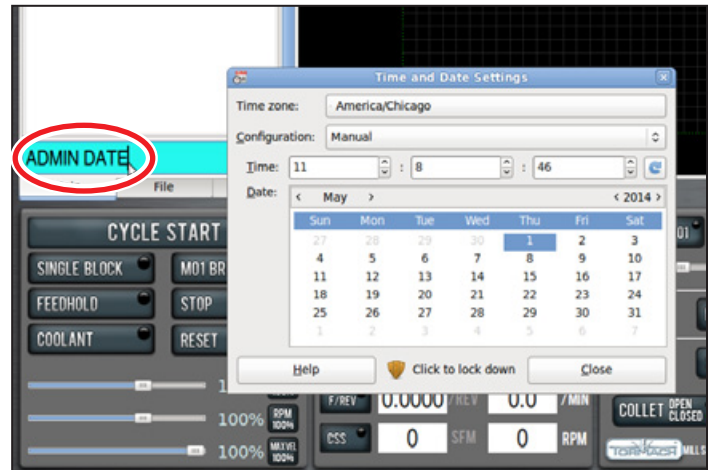 Time and Date Settings
Time zone: America/Chicago
Configuration: Manual
ADMIN DATE
Time: 11 : 8 : 46
File
Date: < May > < 2014 >
Sun Mon Tue Wed Thu Fri Sat
27 28 29 30 1 2 3
4 5 6 7 8 9 10
11 12 13 14 15 16 17
18 19 20 21 22 23 24
25 26 27 28 29 30 31
1 2 3 4 5 6 7
Help Click to lock down Close
CYCLE START
01
SINGLE BLOCK M01 BR
FEEDHOLD STOP
COOLANT RESET
F/REV 0.0000 /REV 0.0 /MIN
COLLET OPEN
CLOSED
100% RPM
100%
CSS 0 SFM 0 RPM
100% MAXVEL
100%
TORMACH MILLS